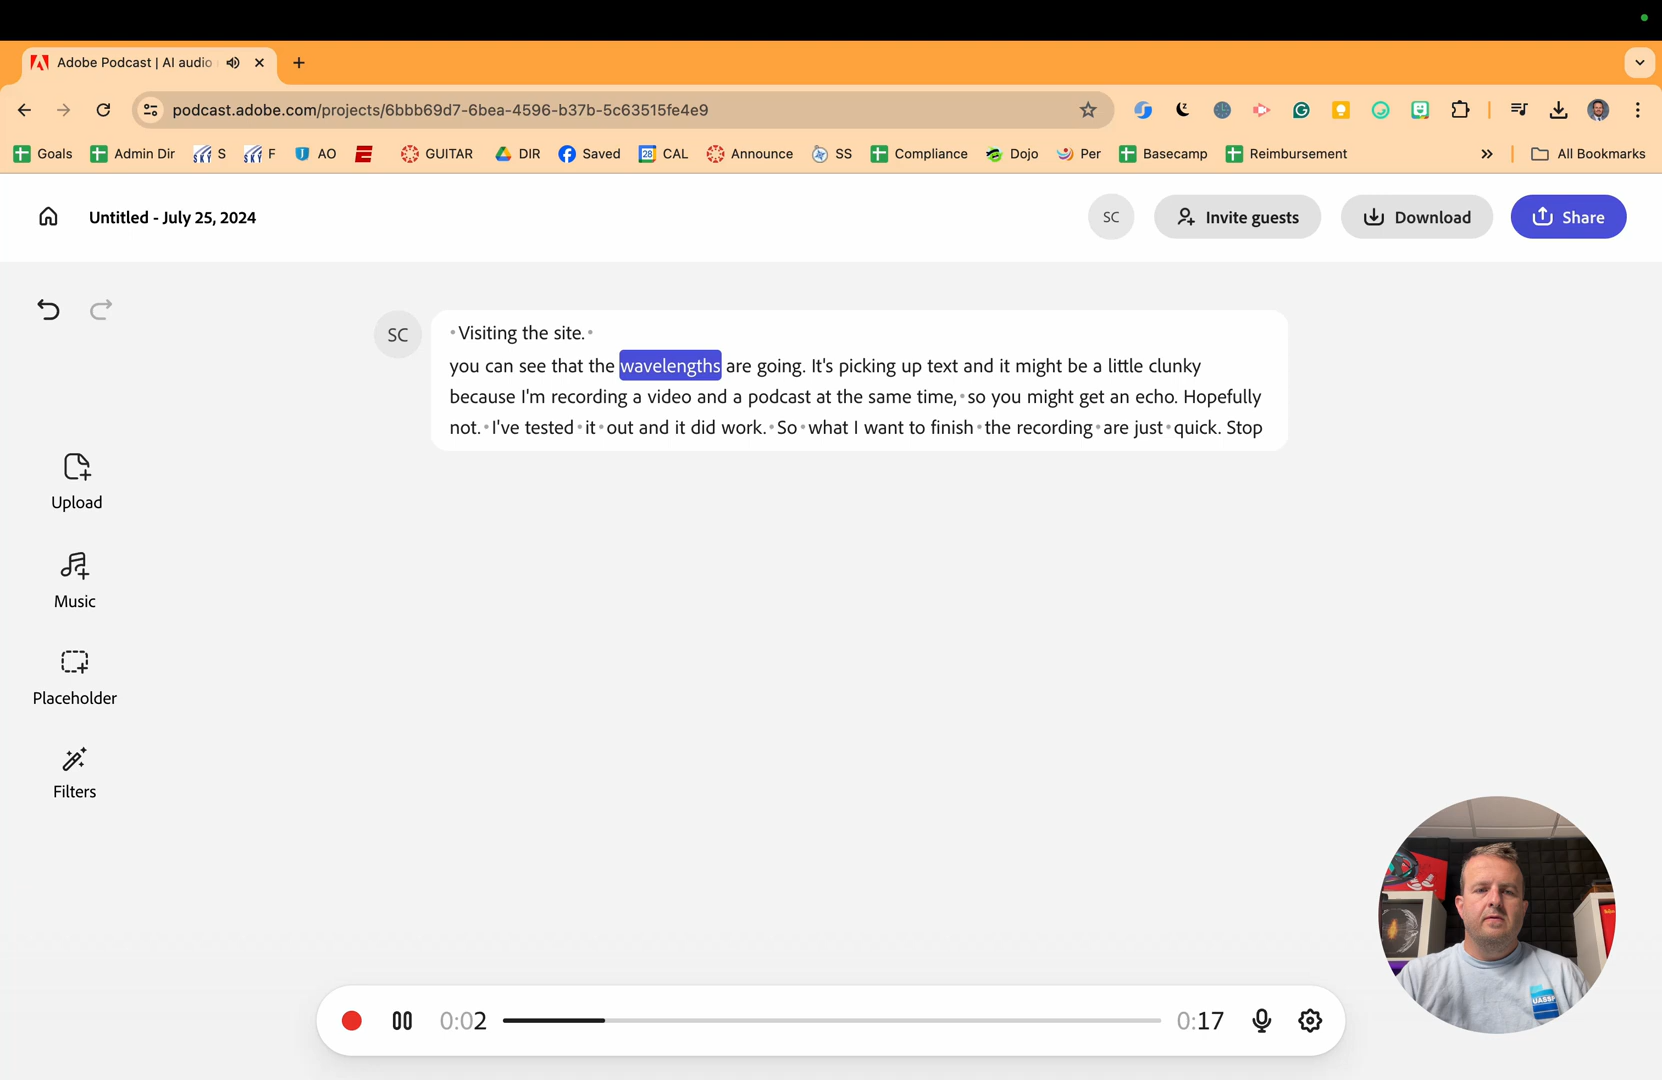 Adobe Podcast | AI audio
podcast.adobe.com/projects/6bbb69d7-6bea-4596-b37b-5c63515fe4e9
Goals Admin Dir S F AO GUITAR DIR Saved 28 CAL Announce SS Compliance Dojo Per Basecamp Reimbursement All Bookmarks
Untitled - July 25, 2024 SC Invite guests Download Share
SC
Visiting the site.
you can see that the wavelengths are going. It's picking up text and it might be a little clunky
because I'm recording a video and a podcast at the same time, so you might get an echo. Hopefully
not. I've tested it out and it did work. So what I want to finish the recording are just quick. Stop
Upload
Music
Placeholder
Filters
UASSP
0:02 0:17